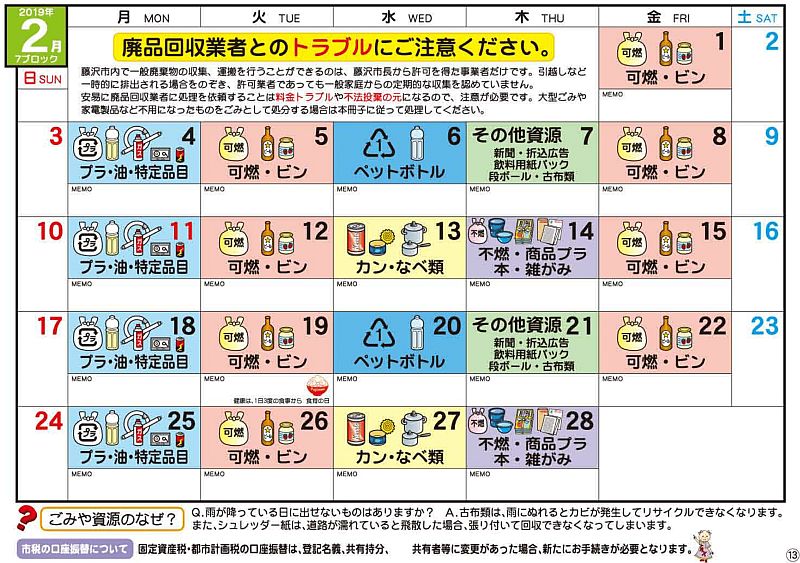 2019年
2月
7ブロック
日 SUN
月 MON
火 TUE
水 WED
木 THU
金 FRI
土 SAT
廃品回収業者とのトラブルにご注意ください。
藤沢市内で一般廃棄物の収集、運搬を行うことができるのは、藤沢市長から許可を得た事業者だけです。引越しなど
一時的に排出される場合をのぞき、許可業者であっても一般家庭からの定期的な収集を認めていません。
安易に廃品回収業者に処理を依頼することは料金トラブルや不法投棄の元になるので、注意が必要です。大型ごみや
家電製品など不用になったものをごみとして処分する場合は本冊子に従って処理してください。
可燃 1
可燃・ビン
MEMO
2
3
プラ 4
プラ・油・特定品目
MEMO
可燃 5
可燃・ビン
MEMO
1 6
ペットボトル
MEMO
その他資源 7
新聞・折込広告
飲料用紙パック
段ボール・古布類
MEMO
可燃 8
可燃・ビン
MEMO
9
10
プラ 11
プラ・油・特定品目
MEMO
可燃 12
可燃・ビン
MEMO
13
カン・なべ類
MEMO
不燃 14
不燃・商品プラ
本・雑がみ
MEMO
可燃 15
可燃・ビン
MEMO
16
17
プラ 18
プラ・油・特定品目
MEMO
可燃 19
可燃・ビン
MEMO
健康は、1日3度の食事から 食育の日
1 20
ペットボトル
MEMO
その他資源 21
新聞・折込広告
飲料用紙パック
段ボール・古布類
MEMO
可燃 22
可燃・ビン
MEMO
23
24
プラ 25
プラ・油・特定品目
MEMO
可燃 26
可燃・ビン
MEMO
27
カン・なべ類
MEMO
不燃 28
不燃・商品プラ
本・雑がみ
MEMO
? ごみや資源のなぜ?
Q.雨が降っている日に出せないものはありますか? A.古布類は、雨にぬれるとカビが発生してリサイクルできなくなります。
また、シュレッダー紙は、道路が濡れていると飛散した場合、張り付いて回収できなくなってしまいます。
市税の口座振替について
固定資産税・都市計画税の口座振替は、登記名義、共有持分、 共有者等に変更があった場合、新たにお手続きが必要となります。
⑬